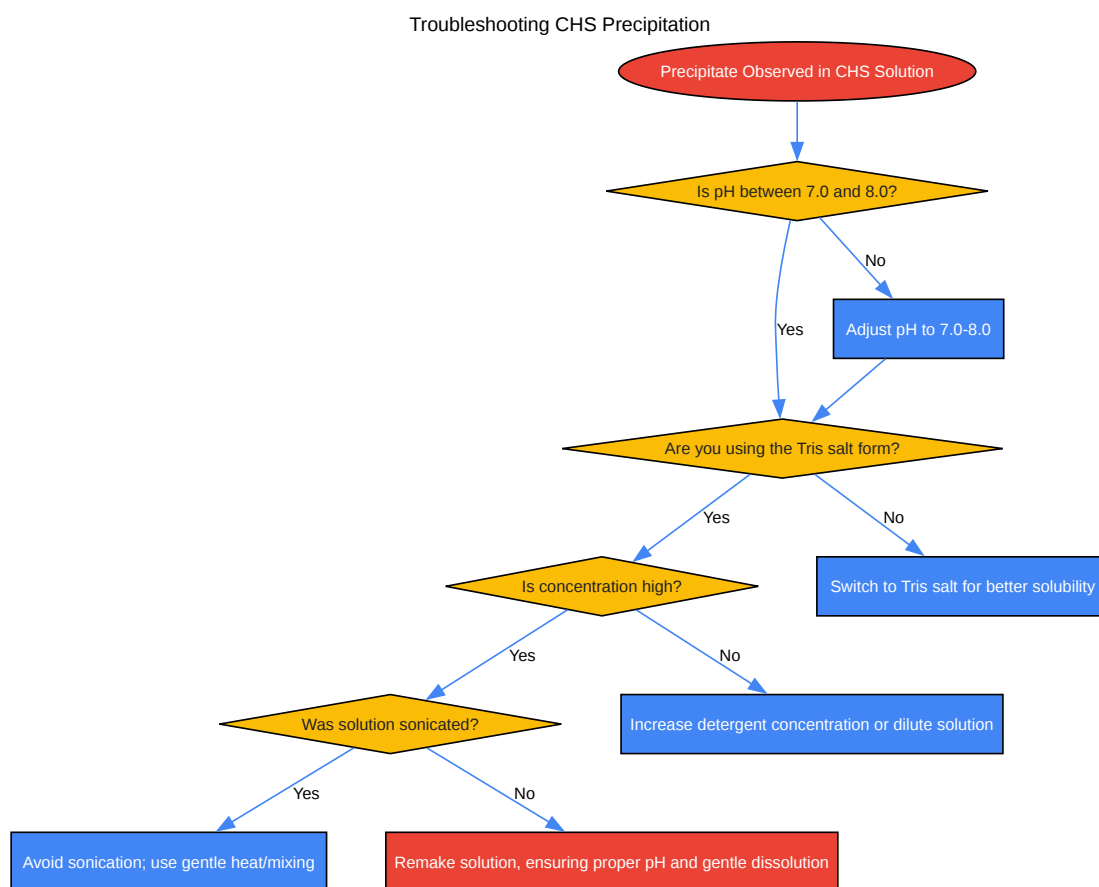 Troubleshooting CHS Precipitation
Precipitate Observed in CHS Solution
Is pH between 7.0 and 8.0?
No
Yes
Adjust pH to 7.0-8.0
Are you using the Tris salt form?
Yes
No
Is concentration high?
Switch to Tris salt for better solubility
Yes
No
Was solution sonicated?
Increase detergent concentration or dilute solution
Yes
No
Avoid sonication; use gentle heat/mixing
Remake solution, ensuring proper pH and gentle dissolution